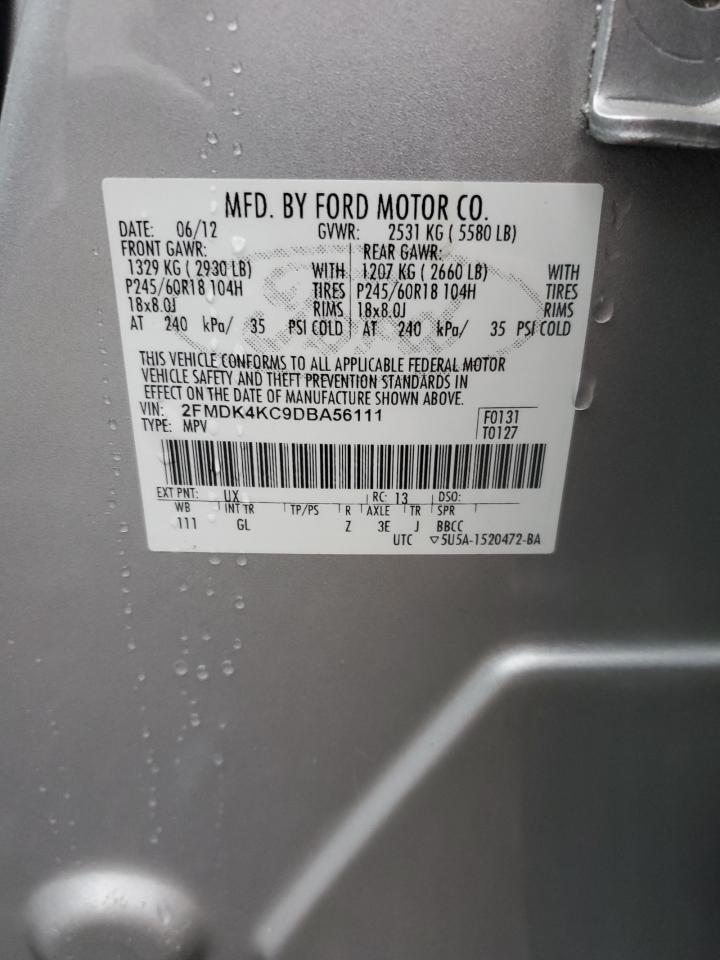 MFD. BY FORD MOTOR CO.
DATE: 06/12 GVWR: 2531 KG ( 5580 LB)
FRONT GAWR: REAR GAWR:
1329 KG ( 2930 LB) WITH 1207 KG ( 2660 LB) WITH
P245/60R18 104H TIRES P245/60R18 104H TIRES
18x8.0J RIMS 18x8.0J RIMS
AT 240 kPa/ 35 PSI COLD AT 240 kPa/ 35 PSI COLD
THIS VEHICLE CONFORMS TO ALL APPLICABLE FEDERAL MOTOR
VEHICLE SAFETY AND THEFT PREVENTION STANDARDS IN
EFFECT ON THE DATE OF MANUFACTURE SHOWN ABOVE.
VIN: 2FMDK4KC9DBA56111 F0131
TYPE: MPV T0127
EXT PNT: UX RC: 13 DSO:
WB INT TR TP/PS R AXLE TR SPR
111 GL Z 3E J BBCC
UTC ▽5U5A-1520472-BA